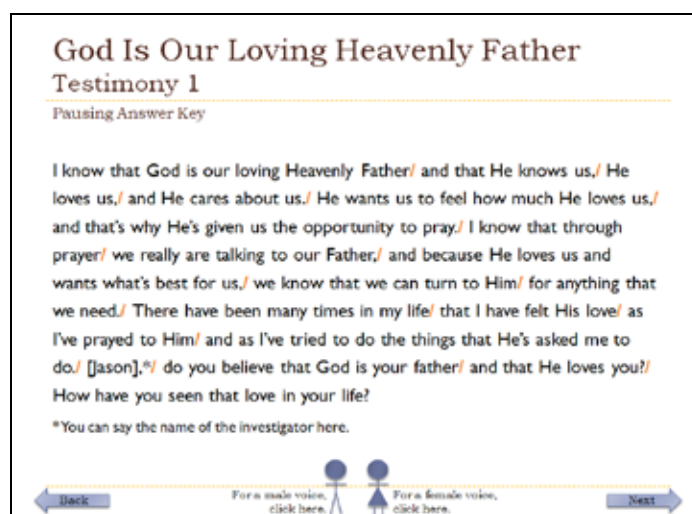 God Is Our Loving Heavenly Father
Testimony 1
Pausing Answer Key
I know that God is our loving Heavenly Father/ and that He knows us,/ He
loves us,/ and He cares about us./ He wants us to feel how much He loves us,/
and that's why He's given us the opportunity to pray./ I know that through
prayer/ we really are talking to our Father,/ and because He loves us and
wants what's best for us,/ we know that we can turn to Him/ for anything that
we need./ There have been many times in my life/ that I have felt His love/ as
I've prayed to Him/ and as I've tried to do the things that He's asked me to
do./ [Jason],*/ do you believe that God is your father/ and that He loves you?/
How have you seen that love in your life?
*You can say the name of the investigator here.
Back
For a male voice,
click here.
For a female voice,
click here.
Next